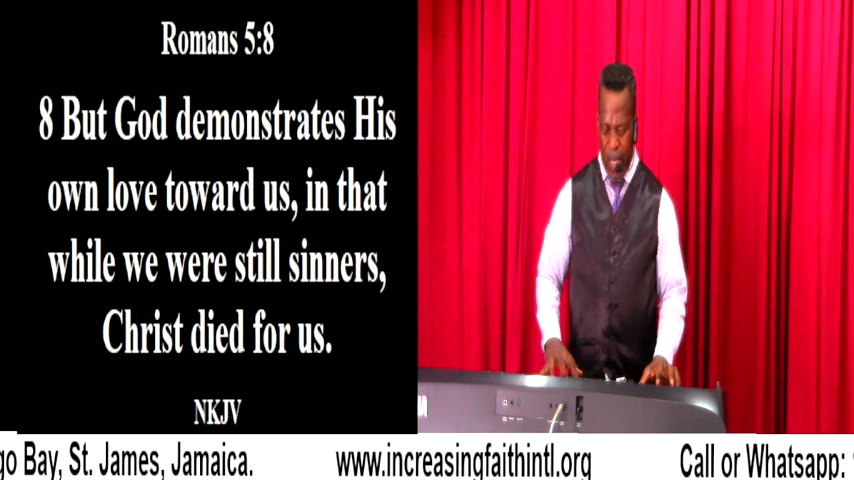 Romans 5:8
8 But God demonstrates His
own love toward us, in that
while we were still sinners,
Christ died for us.
NKJV
go Bay, St. James, Jamaica. www.increasingfaithintl.org Call or Whatsapp: